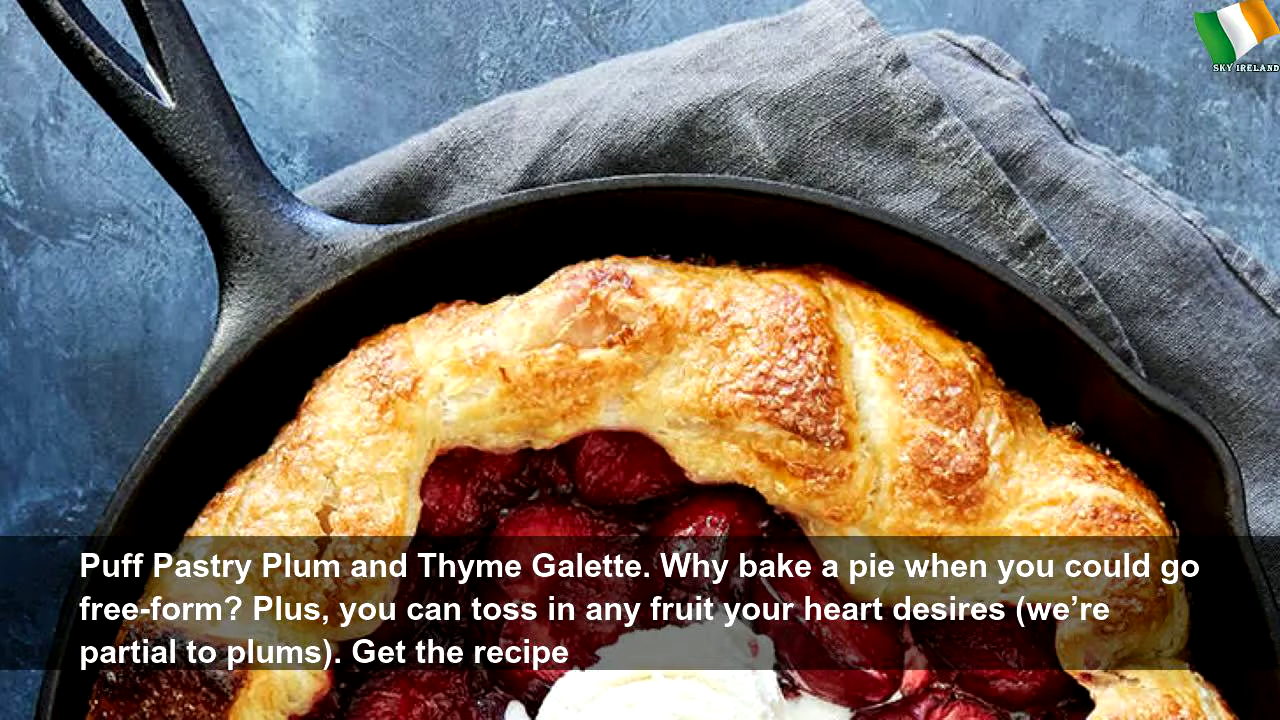 SKY IRELAND
Puff Pastry Plum and Thyme Galette. Why bake a pie when you could go
free-form? Plus, you can toss in any fruit your heart desires (we’re
partial to plums). Get the recipe